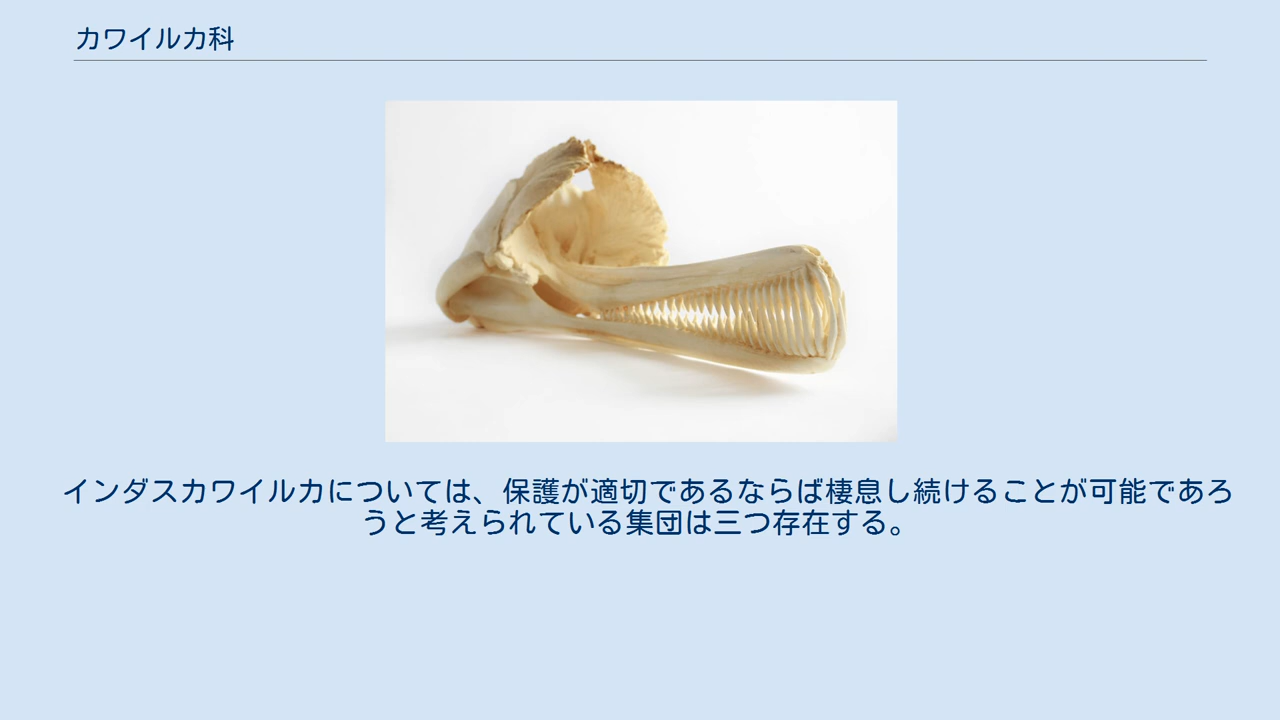 カワイルカ科
インダスカワイルカについては、保護が適切であるならば棲息し続けることが可能であろ
うと考えられている集団は三つ存在する。